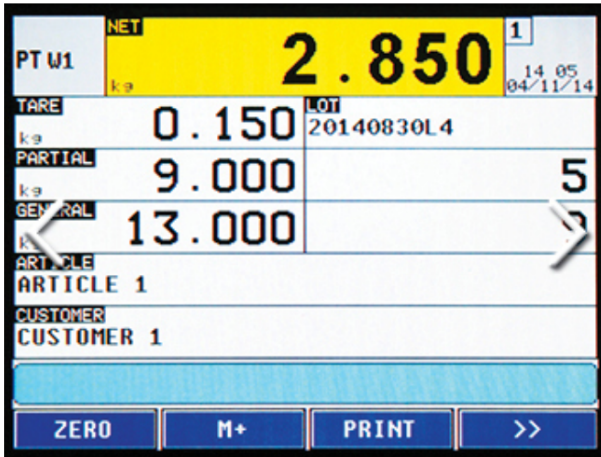 NET
1
PT W1
2.850
kg
14 05
04/11/14
TARE
LOT
kg
0.150
20140830L4
PARTIAL
kg
9.000
5
GENERAL
13.000
ARTICLE
ARTICLE 1
CUSTOMER
CUSTOMER 1
ZERO
M+
PRINT
>>